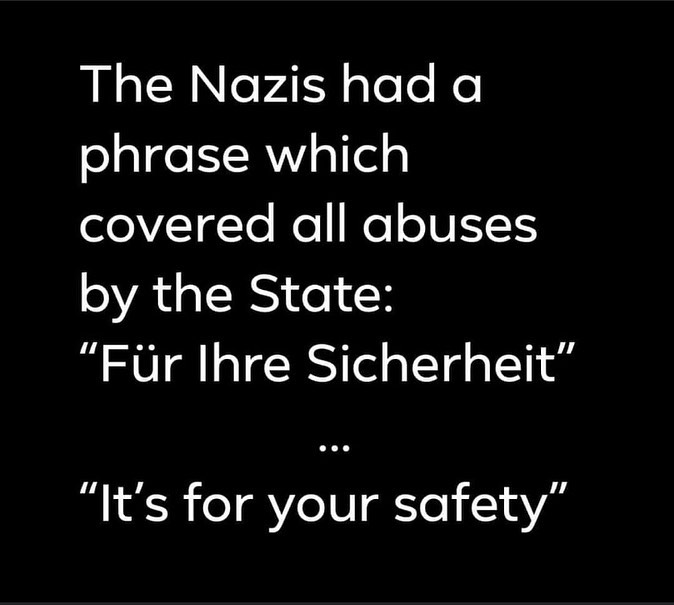 The Nazis had a
phrase which
covered all abuses
by the State:
“Für Ihre Sicherheit”
...
“It’s for your safety”